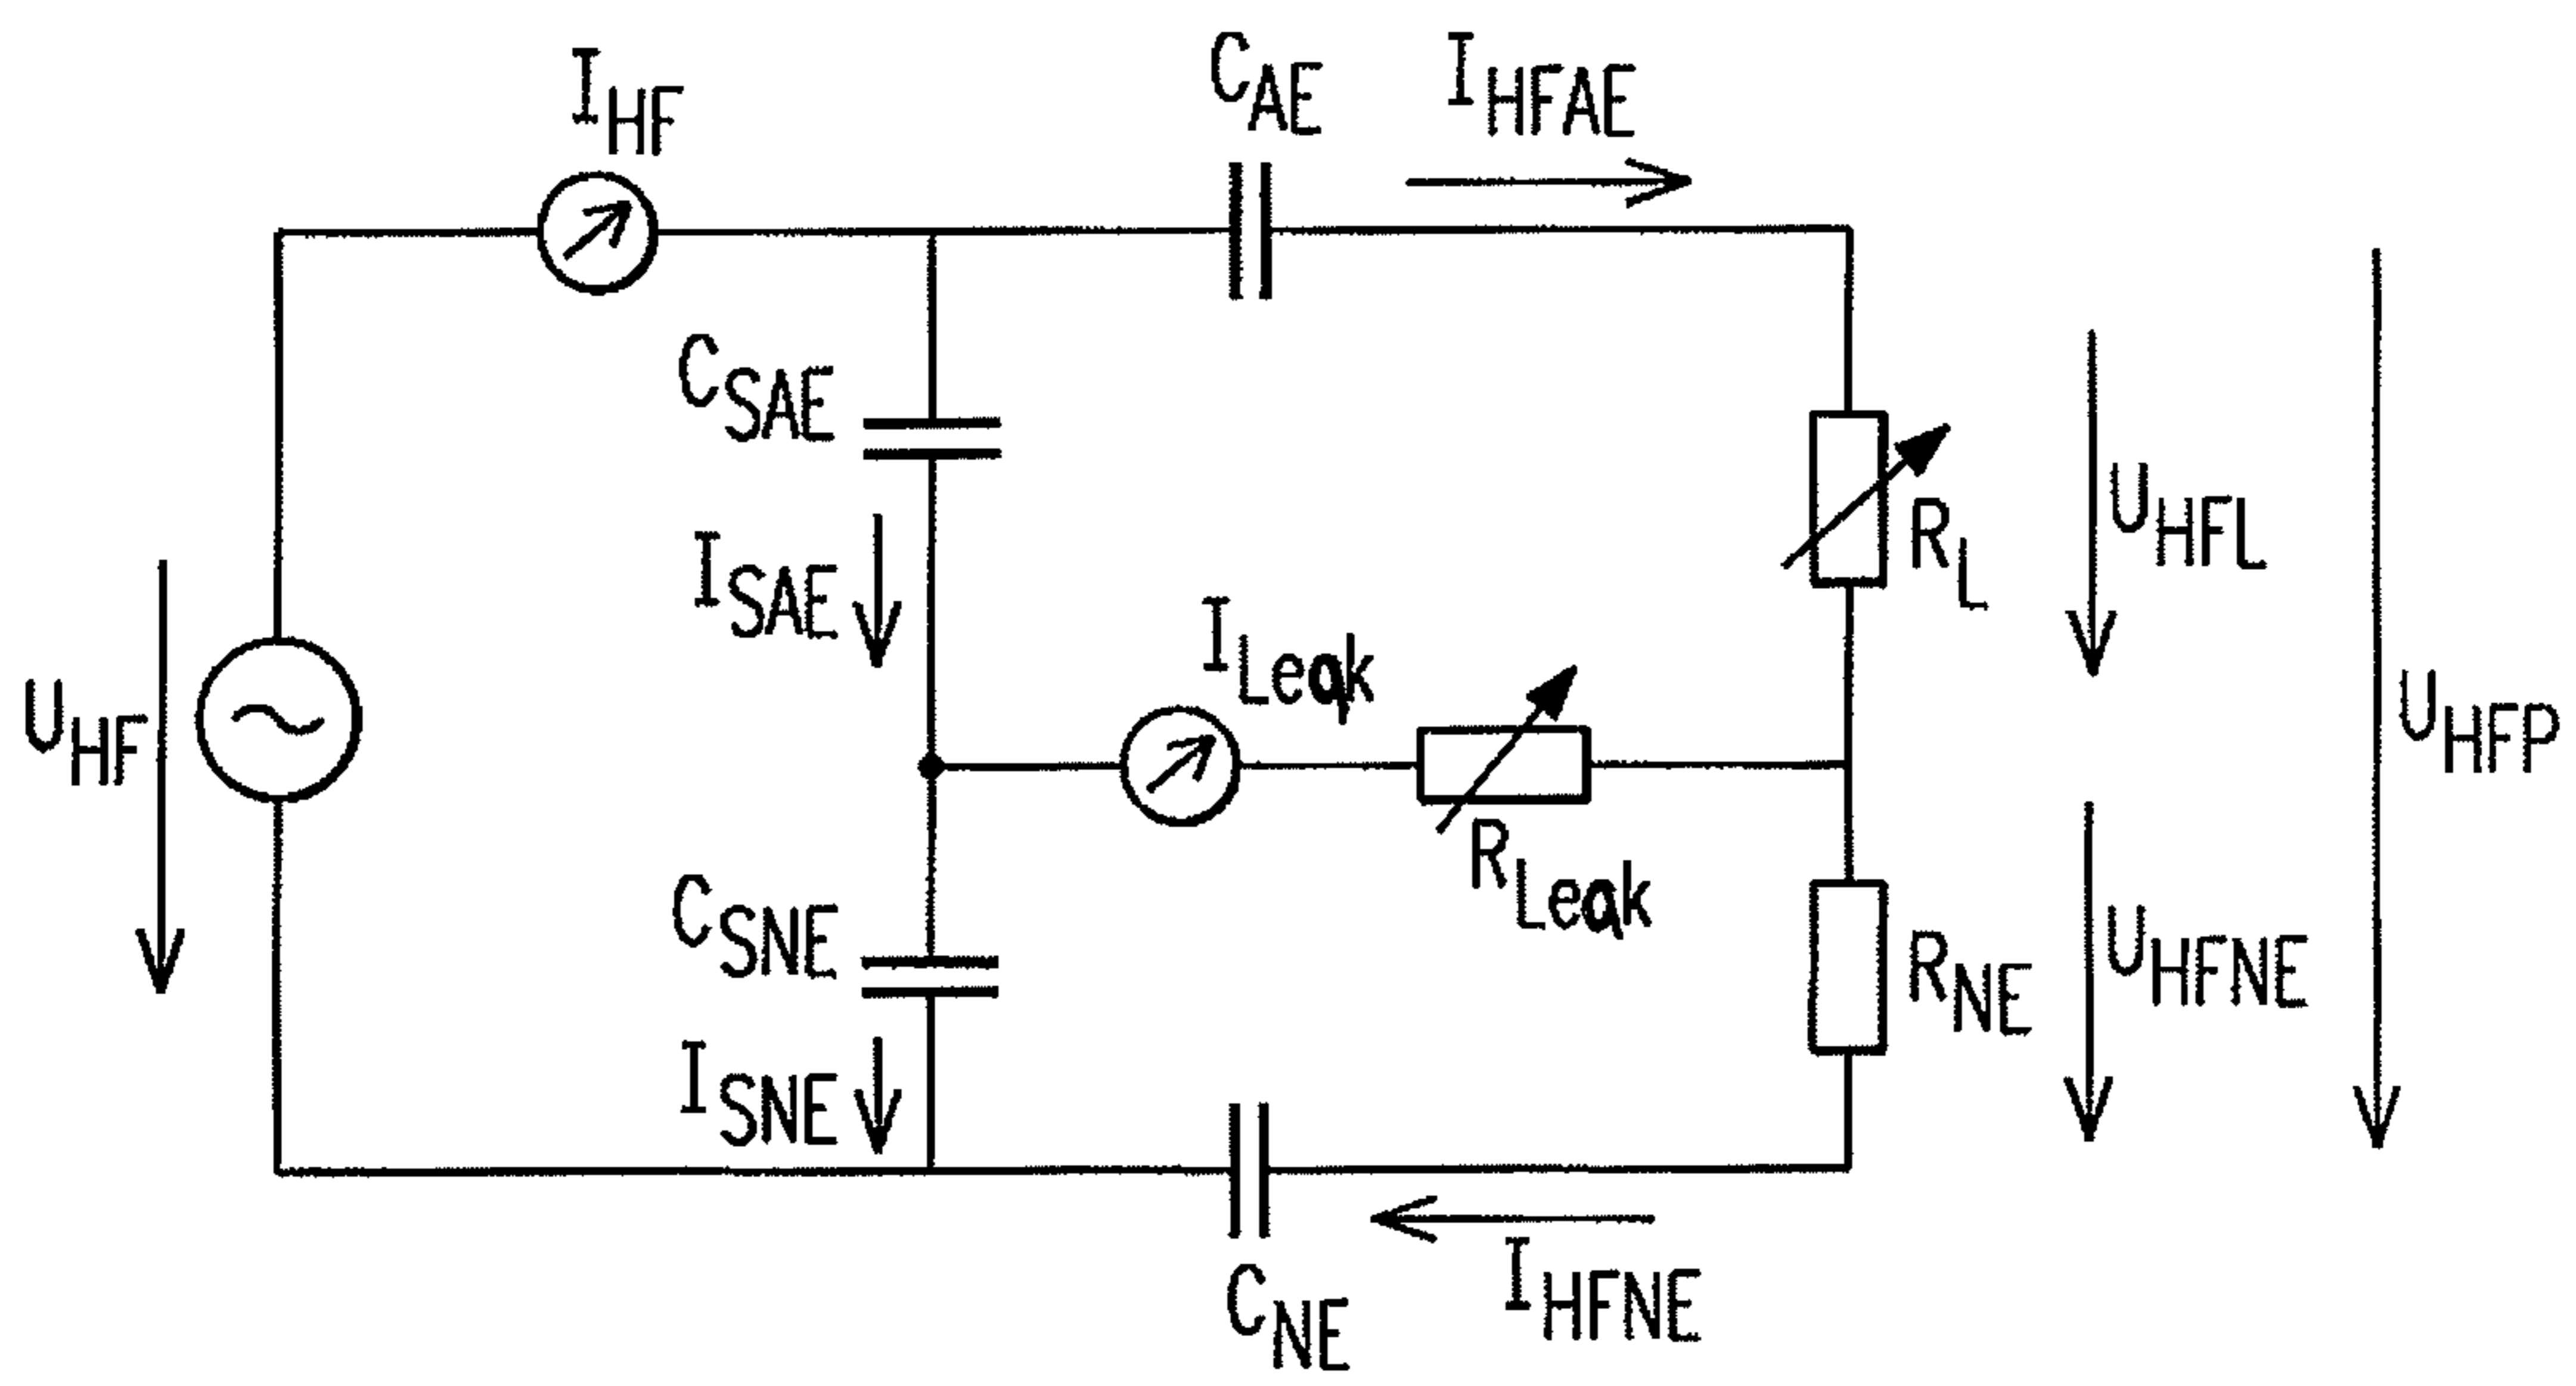 I_HF
C_AE
I_HFAE
C_SAE
I_SAE
R_L
U_HFL
I_Leak
U_HF
U_HFP
R_Leak
C_SNE
R_NE
U_HFNE
I_SNE
C_NE
I_HFNE